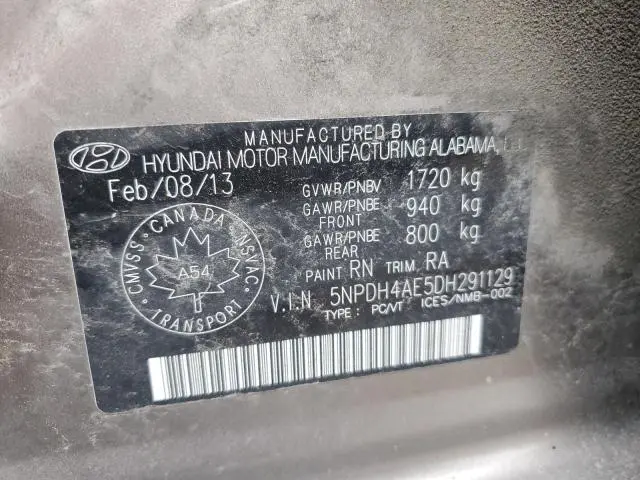 MANUFACTURED BY
HYUNDAI MOTOR MANUFACTURING ALABAMA,
Feb/08/13
GVWR/PNBV 1720 kg
GAWR/PNBE FRONT 940 kg
GAWR/PNBE REAR 800 kg
PAINT RN TRIM RA
V.I.N 5NPDH4AE5DH291129
TYPE: PC/VT ICES/NMB-002
CANADA
CMVSS
NSVAC
A54
TRANSPORT